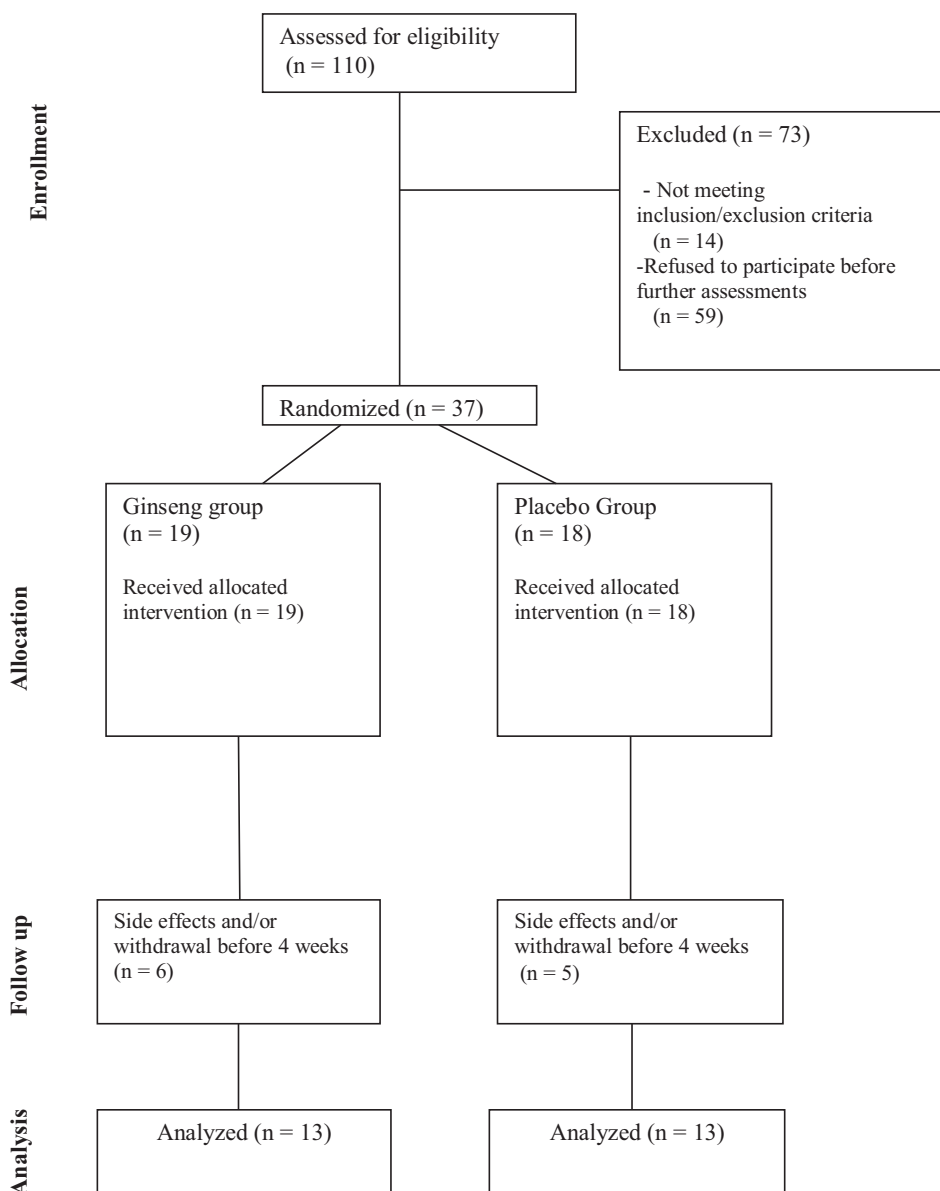 Enrollment
Assessed for eligibility
(n = 110)
Excluded (n = 73)
- Not meeting
inclusion/exclusion criteria
(n = 14)
-Refused to participate before
further assessments
(n = 59)
Randomized (n = 37)
Allocation
Ginseng group
(n = 19)
Received allocated
intervention (n = 19)
Placebo Group
(n = 18)
Received allocated
intervention (n = 18)
Follow up
Side effects and/or
withdrawal before 4 weeks
(n = 6)
Side effects and/or
withdrawal before 4 weeks
(n = 5)
Analysis
Analyzed (n = 13)
Analyzed (n = 13)